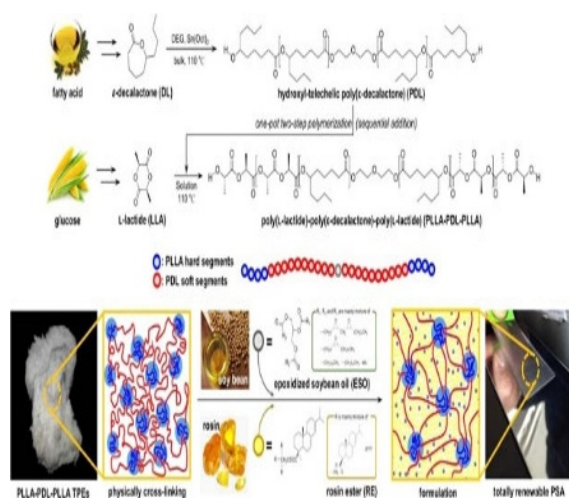 DEG, Sn(Oct)₂
bulk, 110 °C
fatty acid
ε-decalactone (DL)
hydroxyl-telechelic poly(ε-decalactone) (PDL)
one-pot two-step polymerization (sequential addition)
Solution
110 °C
glucose
L-lactide (LLA)
poly(L-lactide)-poly(ε-decalactone)-poly(L-lactide) (PLLA-PDL-PLLA)
: PLLA hard segments
: PDL soft segments
soy bean
epoxidized soybean oil (ESO)
rosin
PLLA-PDL-PLLA TPEs
physically cross-linking
rosin ester (RE)
formulation
totally renewable PSA